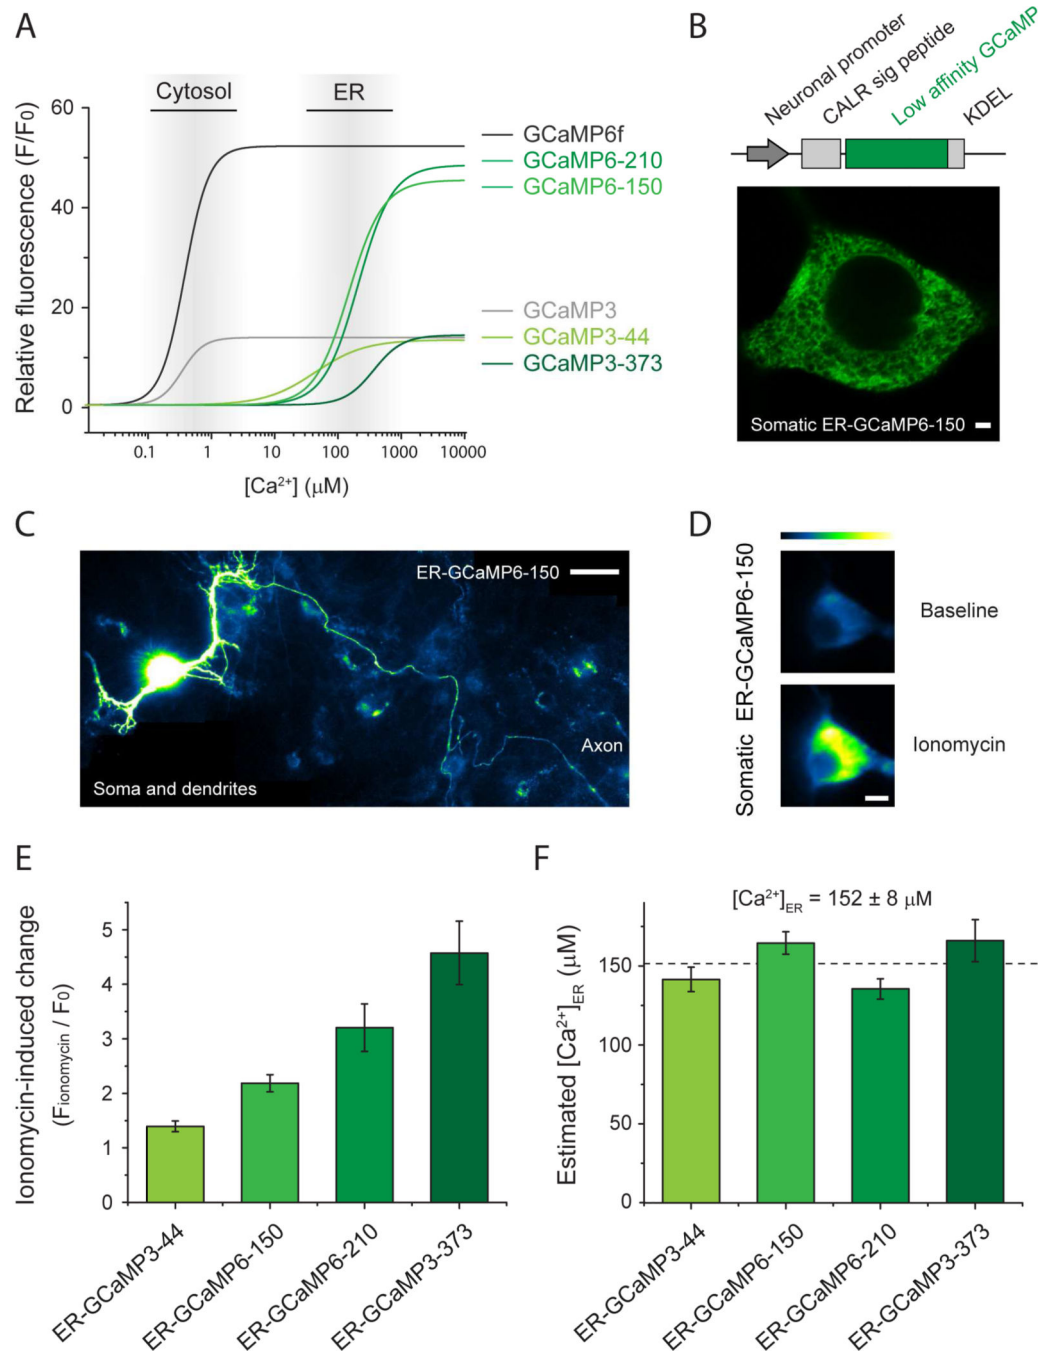 A
Cytosol
ER
Relative fluorescence (F/F0)
60
40
20
0
0.1
1
10
100
1000
10000
[Ca²⁺] (μM)
GCaMP6f
GCaMP6-210
GCaMP6-150
GCaMP3
GCaMP3-44
GCaMP3-373
B
Neuronal promoter
CALR sig peptide
Low affinity GCaMP
KDEL
Somatic ER-GCaMP6-150
C
ER-GCaMP6-150
Axon
Soma and dendrites
D
Somatic ER-GCaMP6-150
Baseline
Ionomycin
E
Ionomycin-induced change
(Fionomycin / F0)
5
4
3
2
1
0
ER-GCaMP3-44
ER-GCaMP6-150
ER-GCaMP6-210
ER-GCaMP3-373
F
[Ca²⁺]ER = 152 ± 8 μM
Estimated [Ca²⁺]ER (μM)
150
100
50
0
ER-GCaMP3-44
ER-GCaMP6-150
ER-GCaMP6-210
ER-GCaMP3-373